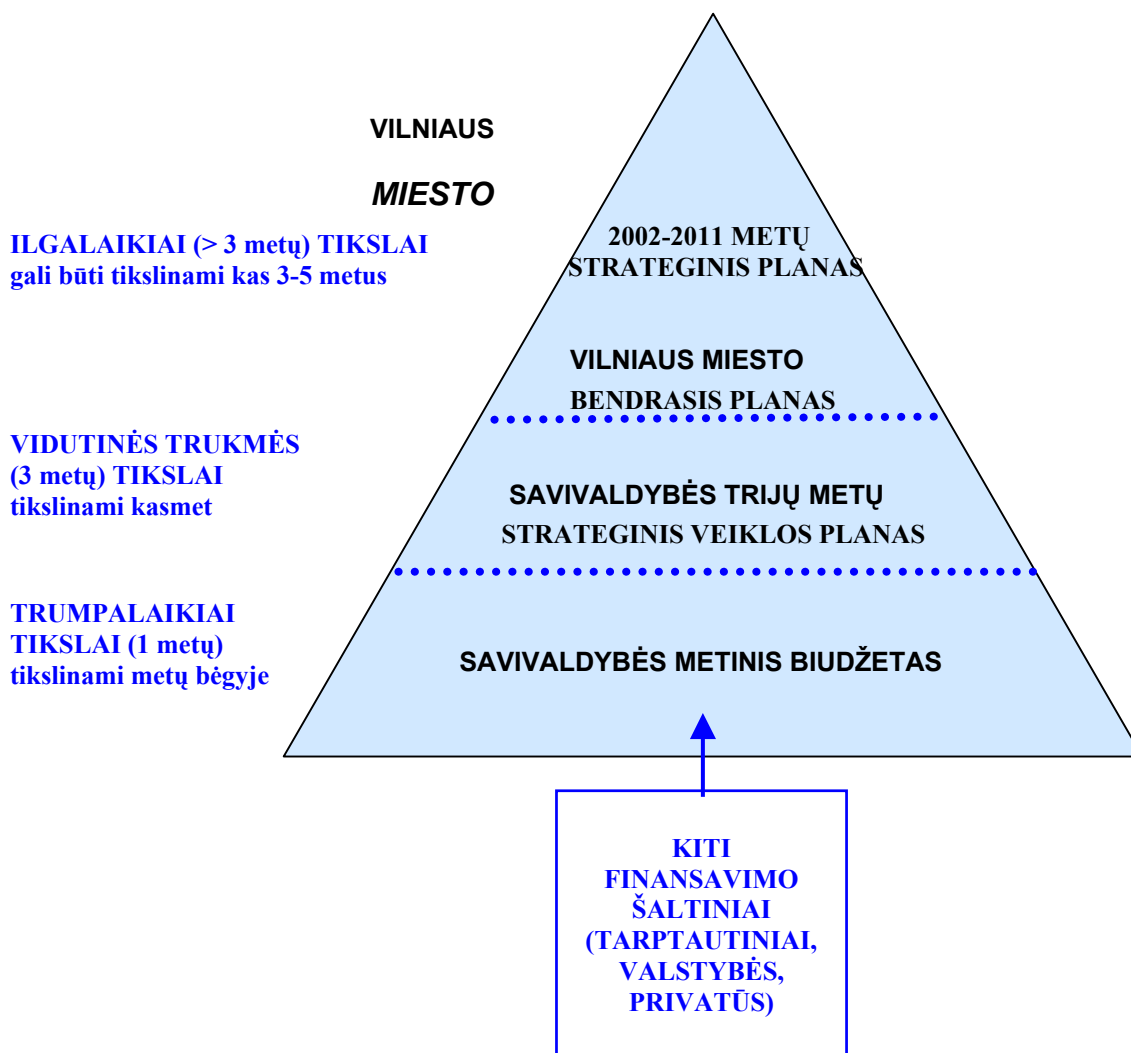 VILNIAUS
MIESTO
ILGALAIKIAI (> 3 metų) TIKSLAI
gali būti tikslinami kas 3-5 metus
2002-2011 METŲ
STRATEGINIS PLANAS
VILNIAUS MIESTO
BENDRASIS PLANAS
VIDUTINĖS TRUKMĖS
(3 metų) TIKSLAI
tikslinami kasmet
SAVIVALDYBĖS TRIJŲ METŲ
STRATEGINIS VEIKLOS PLANAS
TRUMPALAIKIAI
TIKSLAI (1 metų)
tikslinami metų bėgyje
SAVIVALDYBĖS METINIS BIUDŽETAS
KITI
FINANSAVIMO
ŠALTINIAI
(TARPTAUTINIAI,
VALSTYBĖS,
PRIVATŪS)